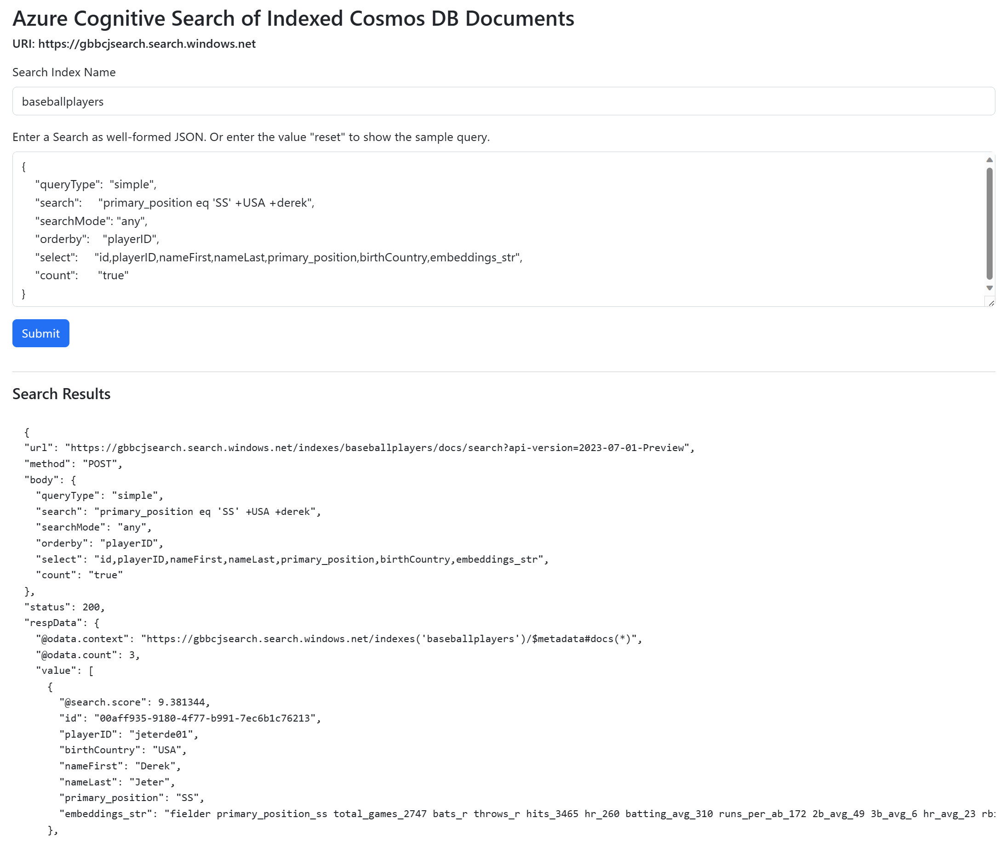 Azure Cognitive Search of Indexed Cosmos DB Documents
URI: https://gbbcjsearch.search.windows.net
Search Index Name
baseballplayers
Enter a Search as well-formed JSON. Or enter the value "reset" to show the sample query.
{
"queryType": "simple",
"search": "primary_position eq 'SS' +USA +derek",
"searchMode": "any",
"orderby": "playerID",
"select": "id,playerID,nameFirst,nameLast,primary_position,birthCountry,embeddings_str",
"count": "true"
}
Submit
Search Results
{
"url": "https://gbbcjsearch.search.windows.net/indexes/baseballplayers/docs/search?api-version=2023-07-01-Preview",
"method": "POST",
"body": {
"queryType": "simple",
"search": "primary_position eq 'SS' +USA +derek",
"searchMode": "any",
"orderby": "playerID",
"select": "id,playerID,nameFirst,nameLast,primary_position,birthCountry,embeddings_str",
"count": "true"
},
"status": 200,
"respData": {
"@odata.context": "https://gbbcjsearch.search.windows.net/indexes('baseballplayers')/$metadata#docs(*)",
"@odata.count": 3,
"value": [
{
"@search.score": 9.381344,
"id": "00aff935-9180-4f77-b991-7ec6b1c76213",
"playerID": "jeterde01",
"birthCountry": "USA",
"nameFirst": "Derek",
"nameLast": "Jeter",
"primary_position": "SS",
"embeddings_str": "fielder primary_position_ss total_games_2747 bats_r throws_r hits_3465 hr_260 batting_avg_310 runs_per_ab_172 2b_avg_49 3b_avg_6 hr_avg_23
},